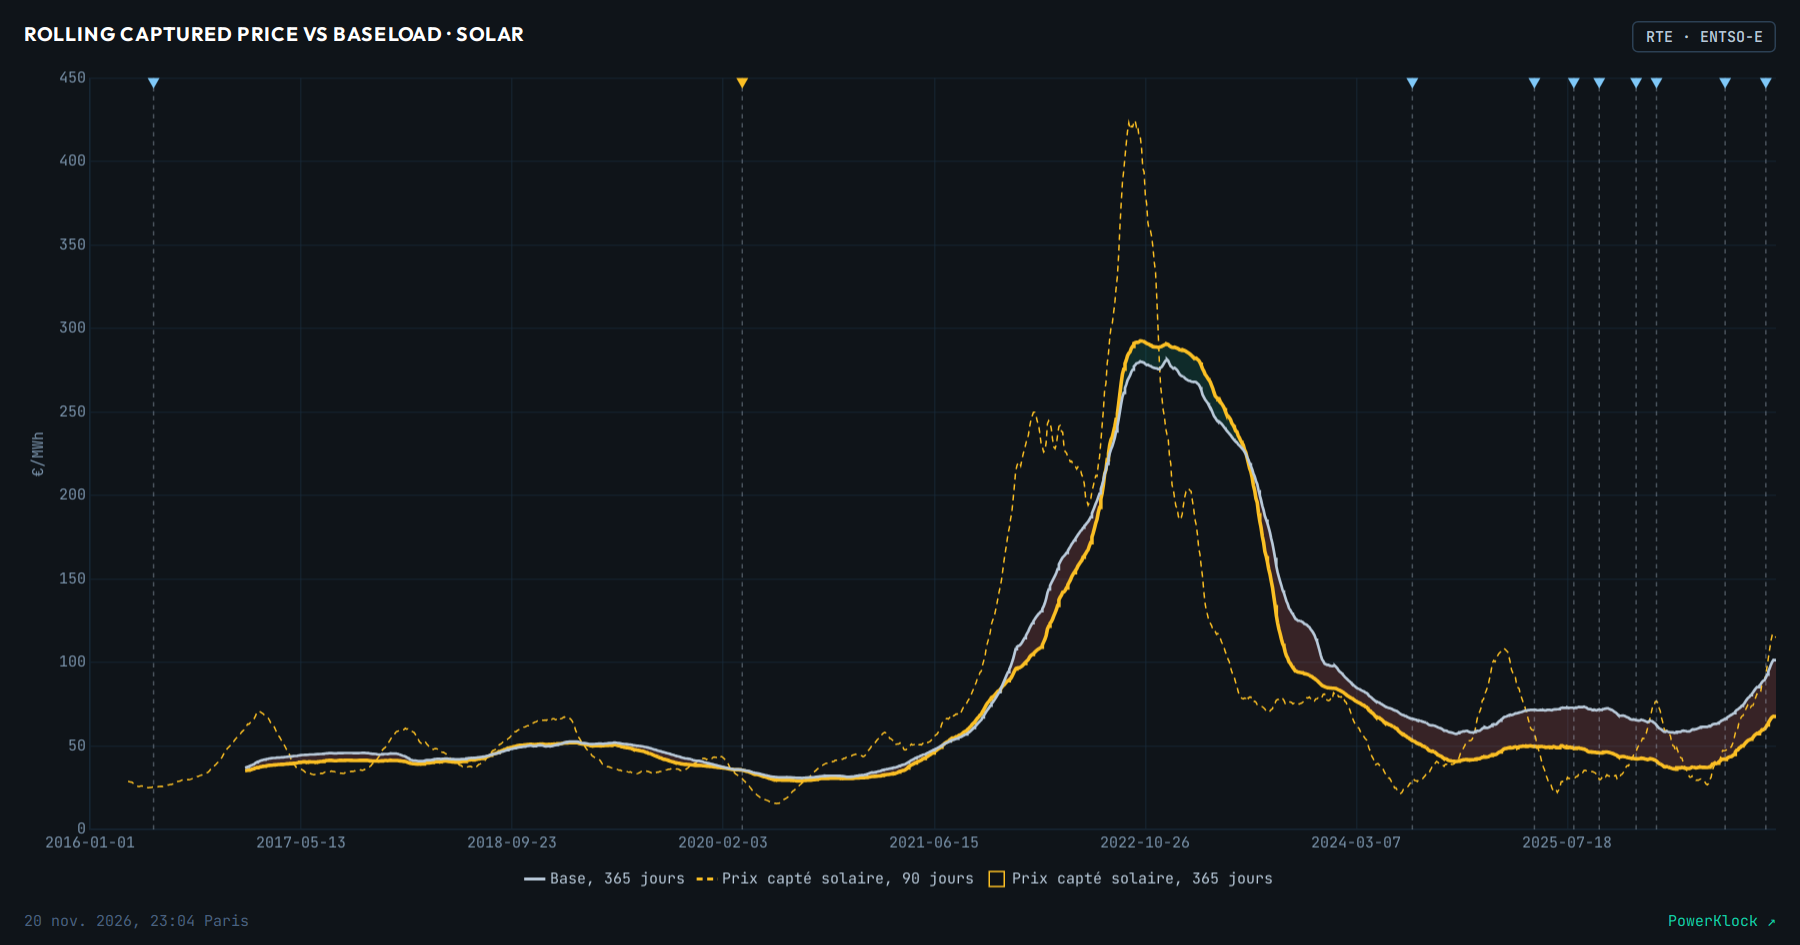 ROLLING CAPTURED PRICE VS BASELOAD · SOLAR
RTE · ENTSO-E
450
400
350
300
250
200
150
100
50
0
€/MWh
2016-01-01 2017-05-13 2018-09-23 2020-02-03 2021-06-15 2022-10-26 2024-03-07 2025-07-18
Base, 365 jours Prix capté solaire, 90 jours Prix capté solaire, 365 jours
20 nov. 2026, 23:04 Paris
PowerKlock ↗